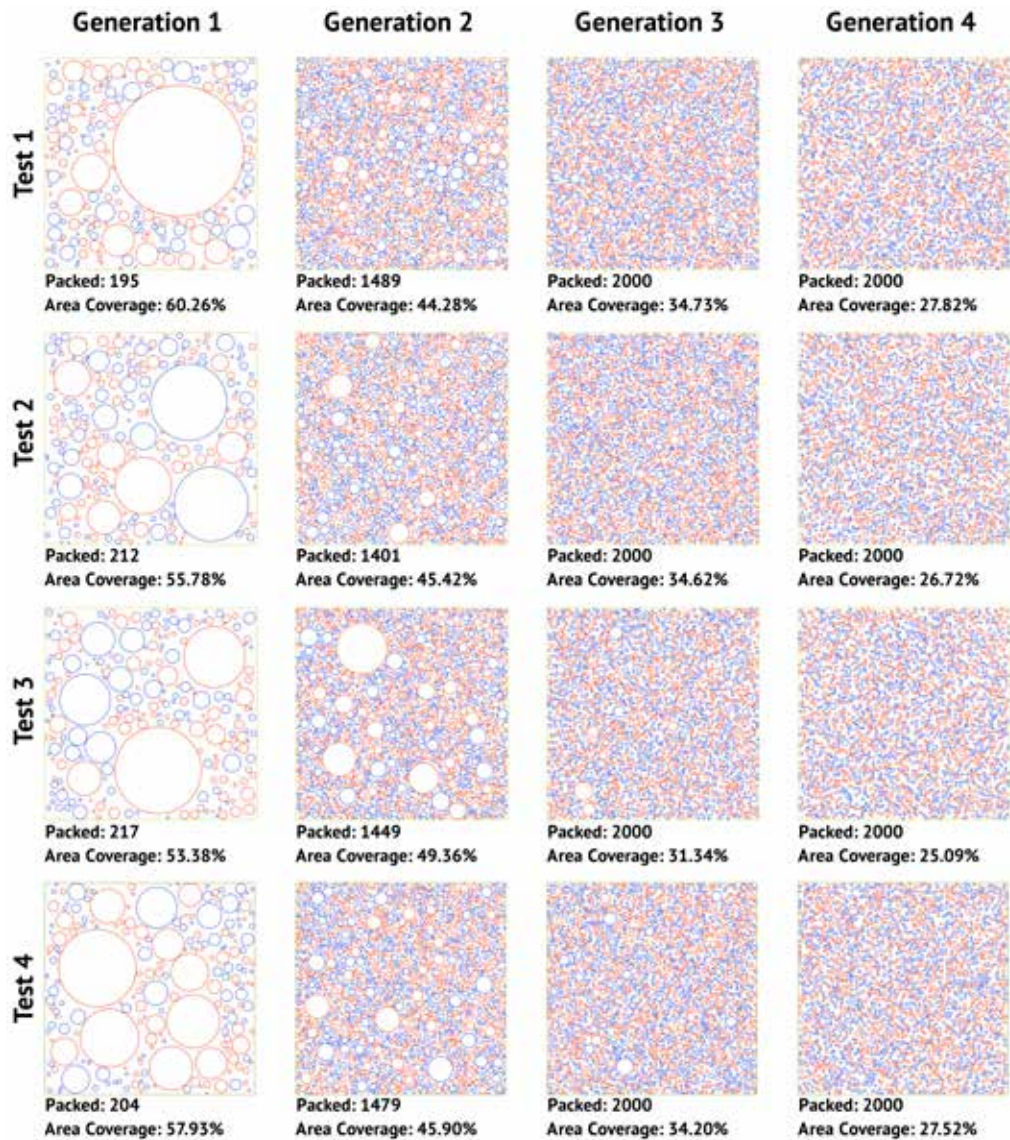 Generation 1 Generation 2 Generation 3 Generation 4
Test 1
Packed: 195 Packed: 1489 Packed: 2000 Packed: 2000
Area Coverage: 60.26% Area Coverage: 44.28% Area Coverage: 34.73% Area Coverage: 27.82%
Test 2
Packed: 212 Packed: 1401 Packed: 2000 Packed: 2000
Area Coverage: 55.78% Area Coverage: 45.42% Area Coverage: 34.62% Area Coverage: 26.72%
Test 3
Packed: 217 Packed: 1449 Packed: 2000 Packed: 2000
Area Coverage: 53.38% Area Coverage: 49.36% Area Coverage: 31.34% Area Coverage: 25.09%
Test 4
Packed: 204 Packed: 1479 Packed: 2000 Packed: 2000
Area Coverage: 57.93% Area Coverage: 45.90% Area Coverage: 34.20% Area Coverage: 27.52%